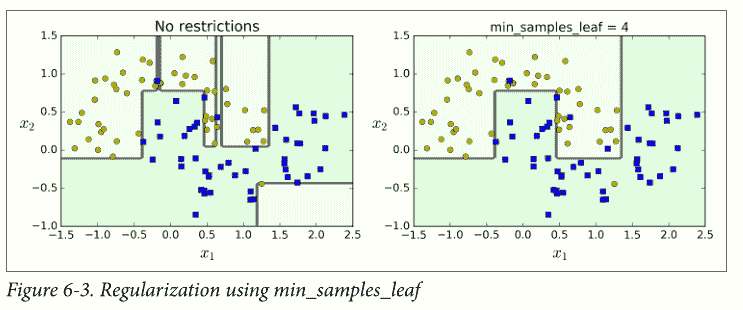 No restrictions
min_samples_leaf = 4
1.5
1.0
0.5
0.0
−0.5
−1.0
x2
−1.5 −1.0 −0.5 0.0 0.5 1.0 1.5 2.0 2.5
x1
1.5
1.0
0.5
0.0
−0.5
−1.0
x2
−1.5 −1.0 −0.5 0.0 0.5 1.0 1.5 2.0 2.5
x1
Figure 6-3. Regularization using min_samples_leaf